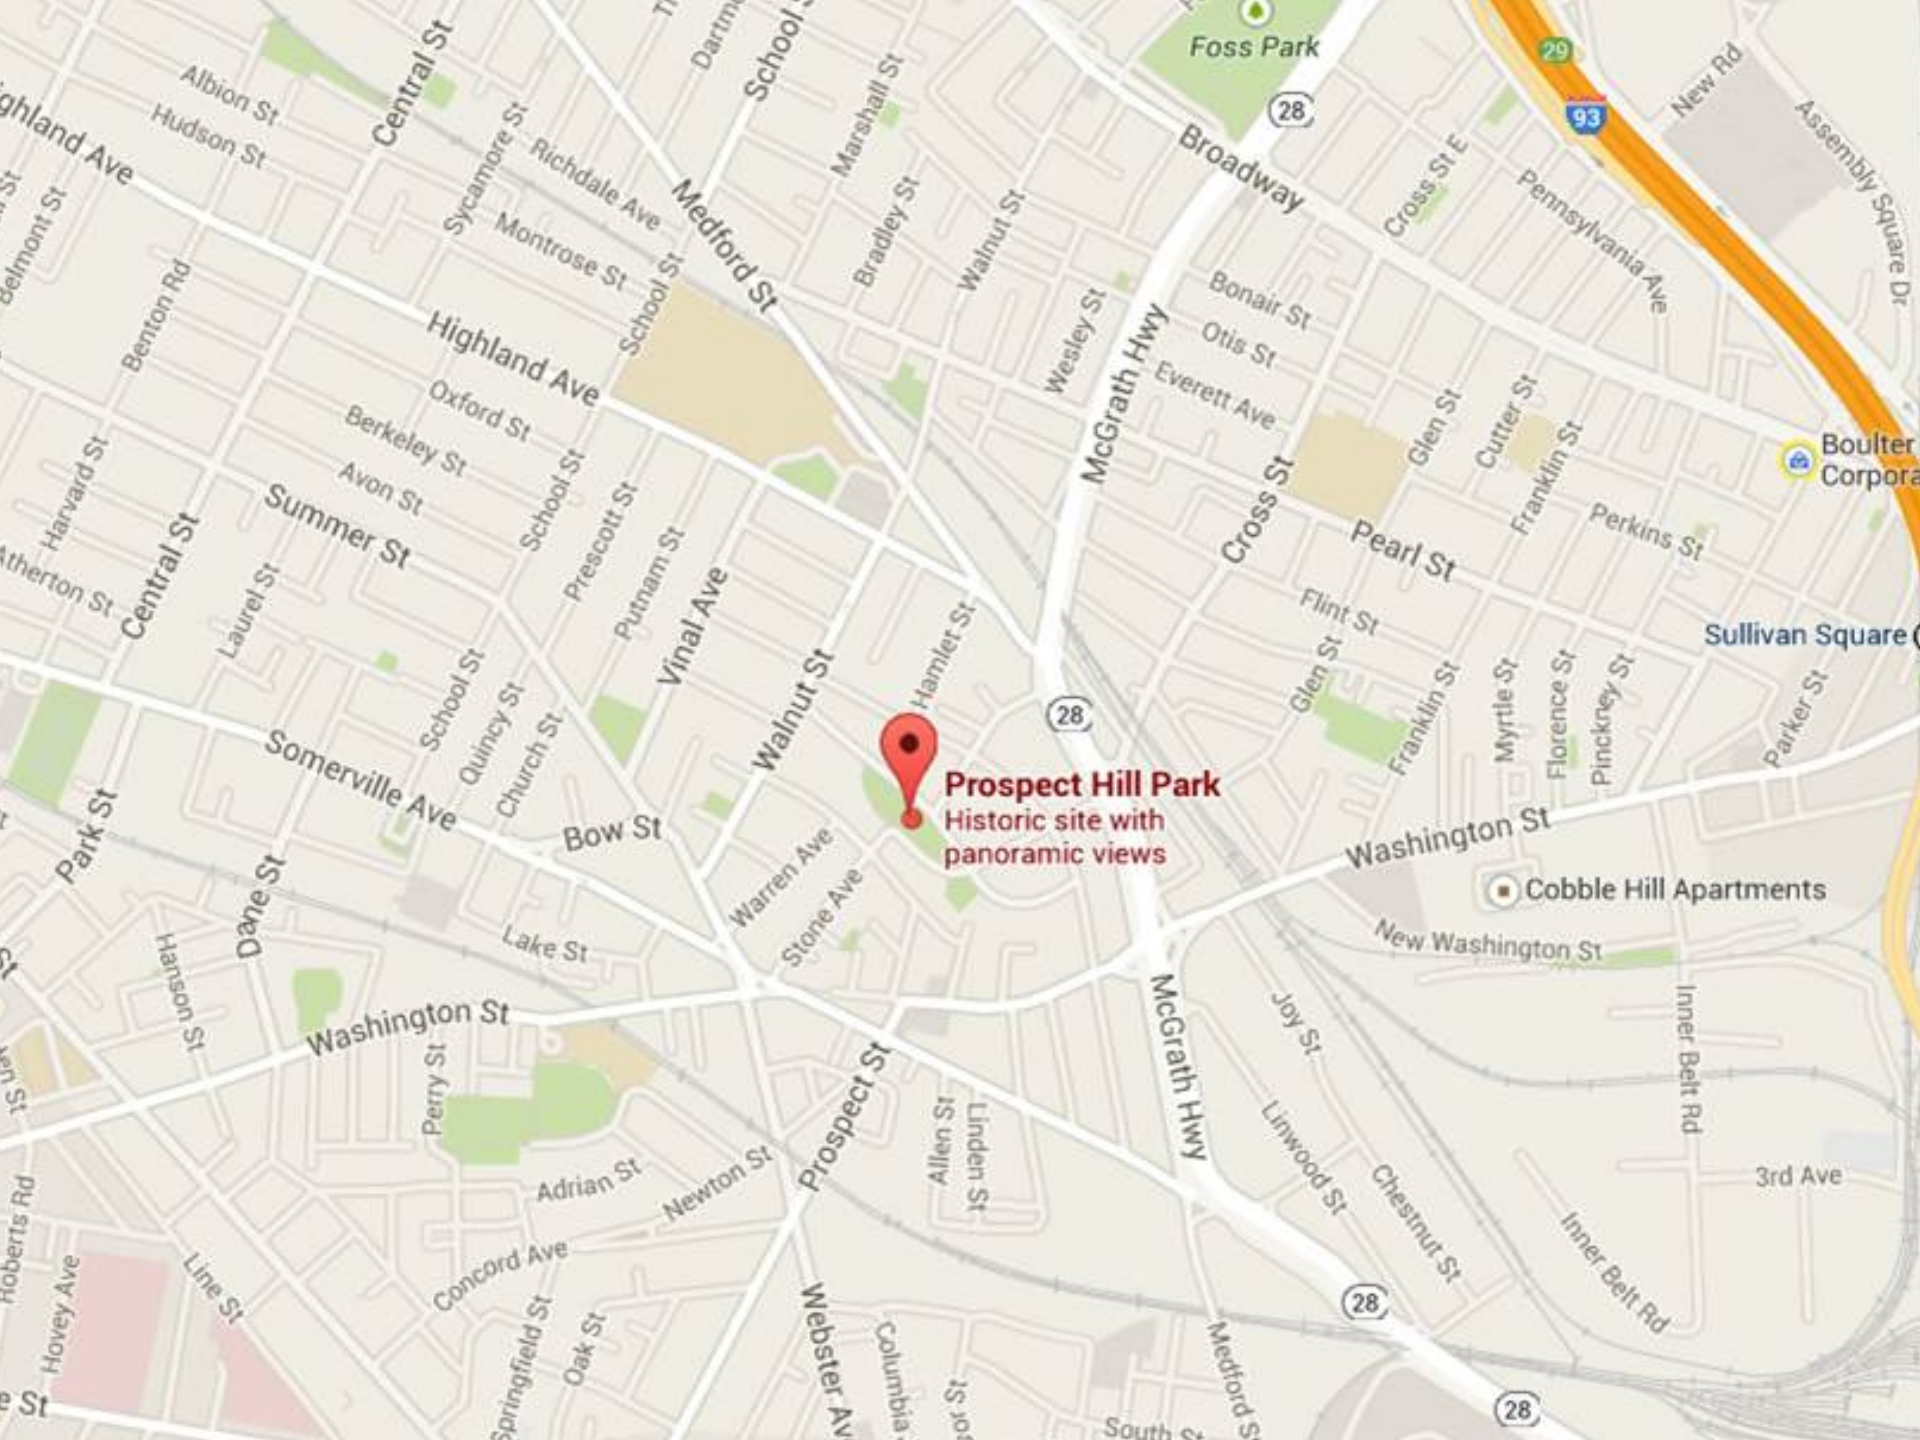 Foss Park
28
29
93
New Rd
Assembly Square Dr
Central St
School
Albion St
Hudson St
Sycamore St
Richdale Ave
Marshall St
Broadway
Cross St E
Pennsylvania Ave
Belmont St
Montrose St
School St
Medford St
Bradley St
Walnut St
Benton Rd
Highland Ave
Wesley St
McGrath Hwy
Bonair St
Otis St
Everett Ave
Oxford St
Berkeley St
Avon St
Glen St
Cutter St
Franklin St
Boulter
Harvard St
Summer St
School St
Prescott St
Cross St
Pearl St
Perkins St
Atherton St
Central St
Laurel St
Putnam St
Vinal Ave
Hamlet St
Flint St
Sullivan Square
School St
Quincy St
Church St
Walnut St
28
Glen St
Franklin St
Myrtle St
Florence St
Pinckney St
Parker St
Somerville Ave
Prospect Hill Park
Historic site with
panoramic views
Park St
Bow St
Warren Ave
Stone Ave
Washington St
Cobble Hill Apartments
Dane St
Lake St
New Washington St
Hanson St
Washington St
McGrath Hwy
Joy St
Inner Belt Rd
Perry St
Prospect St
Allen St
Linden St
Linwood St
Chestnut St
3rd Ave
Roberts Rd
Adrian St
Newton St
Hovey Ave
Line St
Concord Ave
Inner Belt Rd
28
Springfield St
Oak St
Webster Av
Columbia
Medford S
South St
28